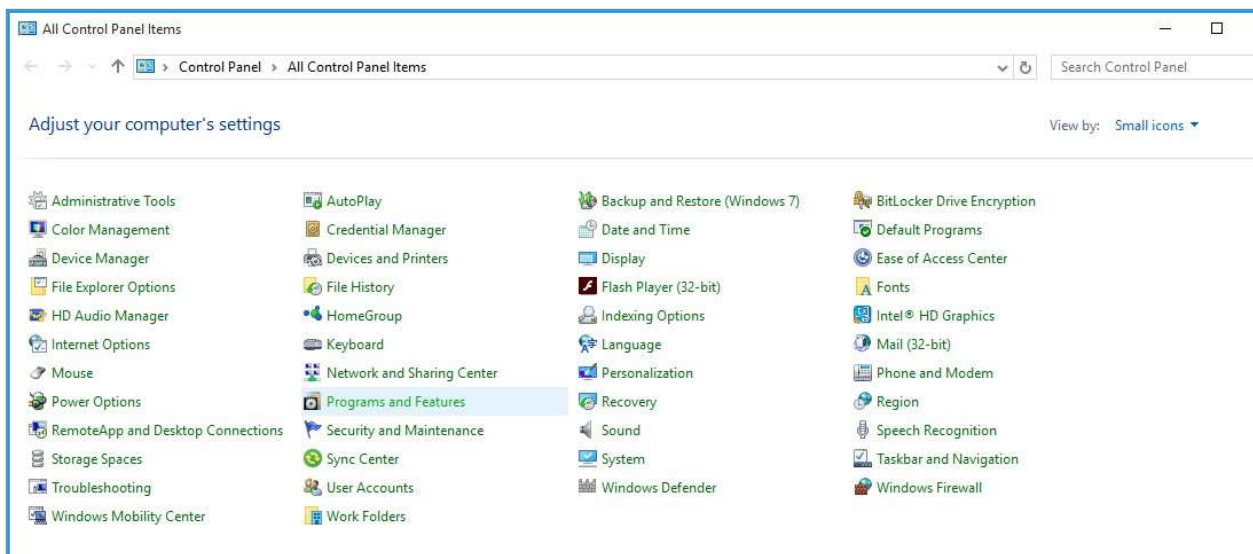 All Control Panel Items
Control Panel > All Control Panel Items
Search Control Panel
Adjust your computer's settings
View by: Small icons
Administrative Tools AutoPlay Backup and Restore (Windows 7) BitLocker Drive Encryption
Color Management Credential Manager Date and Time Default Programs
Device Manager Devices and Printers Display Ease of Access Center
File Explorer Options File History Flash Player (32-bit) Fonts
HD Audio Manager HomeGroup Indexing Options Intel® HD Graphics
Internet Options Keyboard Language Mail (32-bit)
Mouse Network and Sharing Center Personalization Phone and Modem
Power Options Programs and Features Recovery Region
RemoteApp and Desktop Connections Security and Maintenance Sound Speech Recognition
Storage Spaces Sync Center System Taskbar and Navigation
Troubleshooting User Accounts Windows Defender Windows Firewall
Windows Mobility Center Work Folders